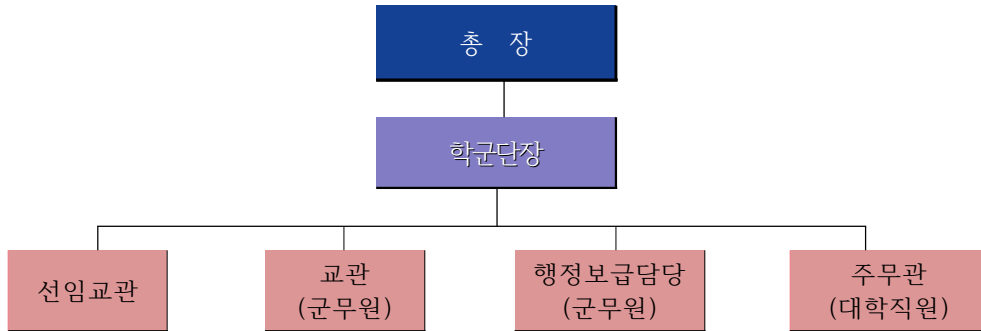 총 장
학군단장
선임교관
교관
(군무원)
행정보급담당
(군무원)
주무관
(대학직원)